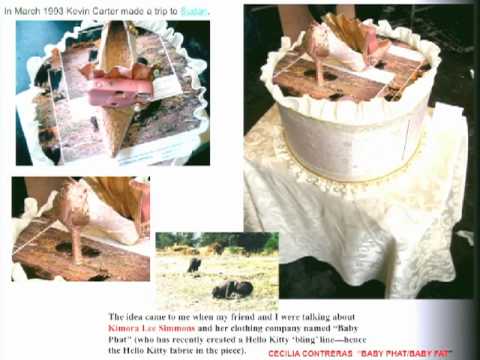 In March 1993 Kevin Carter made a trip to Sudan.
The idea came to me when my friend and I were talking about
Kimora Lee Simmons and her clothing company named “Baby
Phat” (who has recently created a Hello Kitty ‘bling’ line—hence
the Hello Kitty fabric in the piece).
CECILIA CONTRERAS "BABY PHAT/BABY FAT"